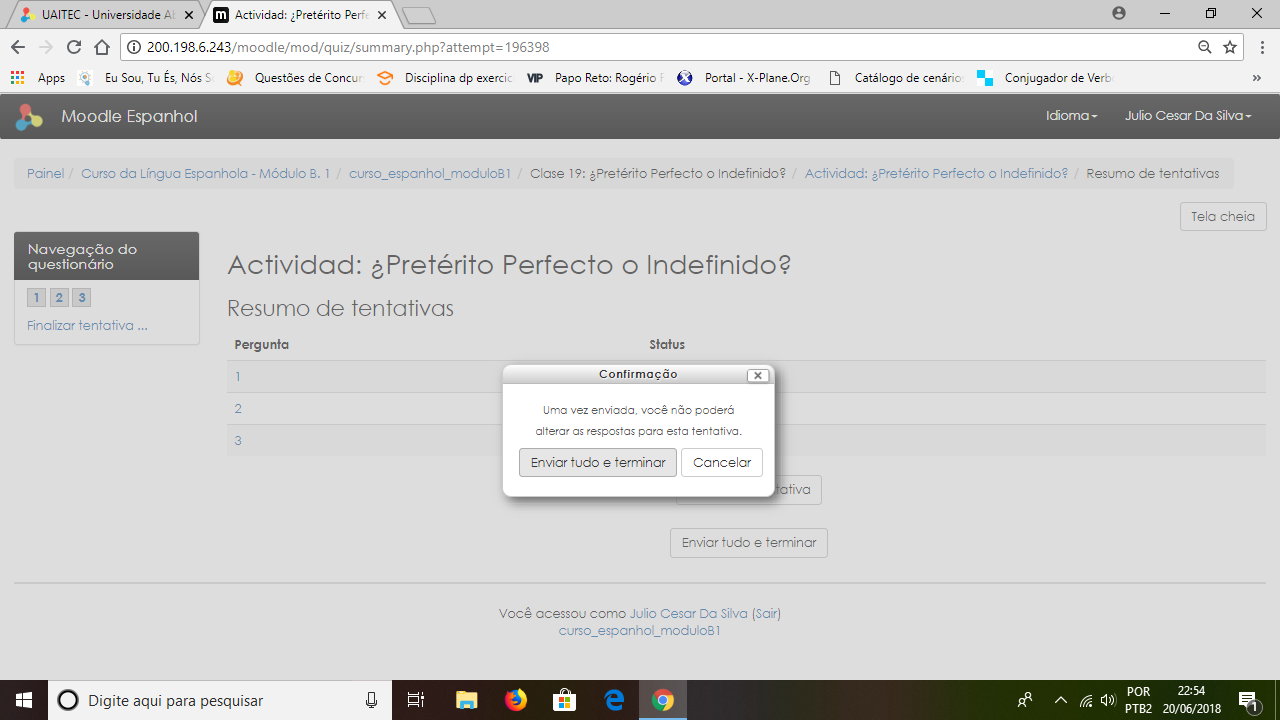 UAITEC - Universidade Ab
Actividad: ¿Pretérito Perfe
200.198.6.243/moodle/mod/quiz/summary.php?attempt=196398
Apps Eu Sou, Tu És, Nós S Questões de Concur Disciplina dp exercic VIP Papo Reto: Rogério F Portal - X-Plane.Org Catálogo de cenário Conjugador de Verb »
Moodle Espanhol
Idioma
Julio Cesar Da Silva
Painel / Curso da Língua Espanhola - Módulo B. 1 / curso_espanhol_moduloB1 / Clase 19: ¿Pretérito Perfecto o Indefinido? / Actividad: ¿Pretérito Perfecto o Indefinido? / Resumo de tentativas
Tela cheia
Navegação do
questionário
1 2 3
Finalizar tentativa ...
Actividad: ¿Pretérito Perfecto o Indefinido?
Resumo de tentativas
Pergunta Status
1
2
3
Confirmação
Uma vez enviada, você não poderá
alterar as respostas para esta tentativa.
Enviar tudo e terminar Cancelar
tativa
Enviar tudo e terminar
Você acessou como Julio Cesar Da Silva (Sair)
curso_espanhol_moduloB1
Digite aqui para pesquisar
POR
PTB2
22:54
20/06/2018
1